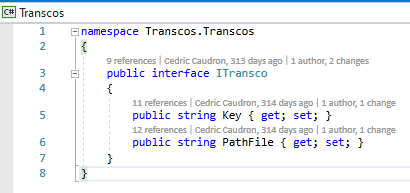 C# Transcos
1 namespace Transcos.Transcos
2 {
9 references | Cedric Caudron, 313 days ago | 1 author, 2 changes
3 public interface ITransco
4 {
11 references | Cedric Caudron, 314 days ago | 1 author, 1 change
5 public string Key { get; set; }
12 references | Cedric Caudron, 314 days ago | 1 author, 1 change
6 public string PathFile { get; set; }
7 }
8 }